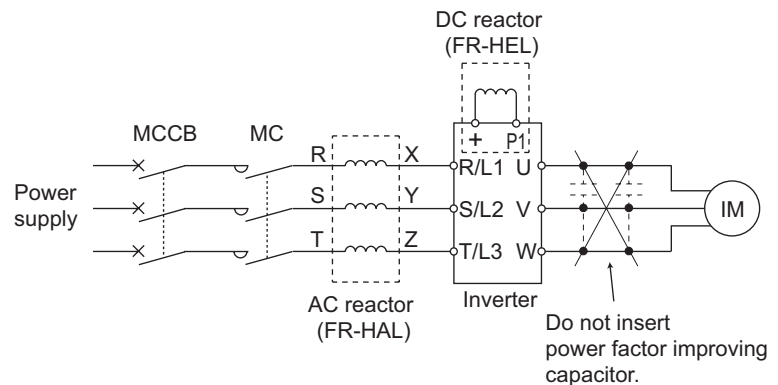 DC reactor
(FR-HEL)
MCCB
MC
R
X
+
P1
R/L1
U
Power
supply
S
Y
S/L2
V
IM
T
Z
T/L3
W
AC reactor
(FR-HAL)
Inverter
Do not insert
power factor improving
capacitor.